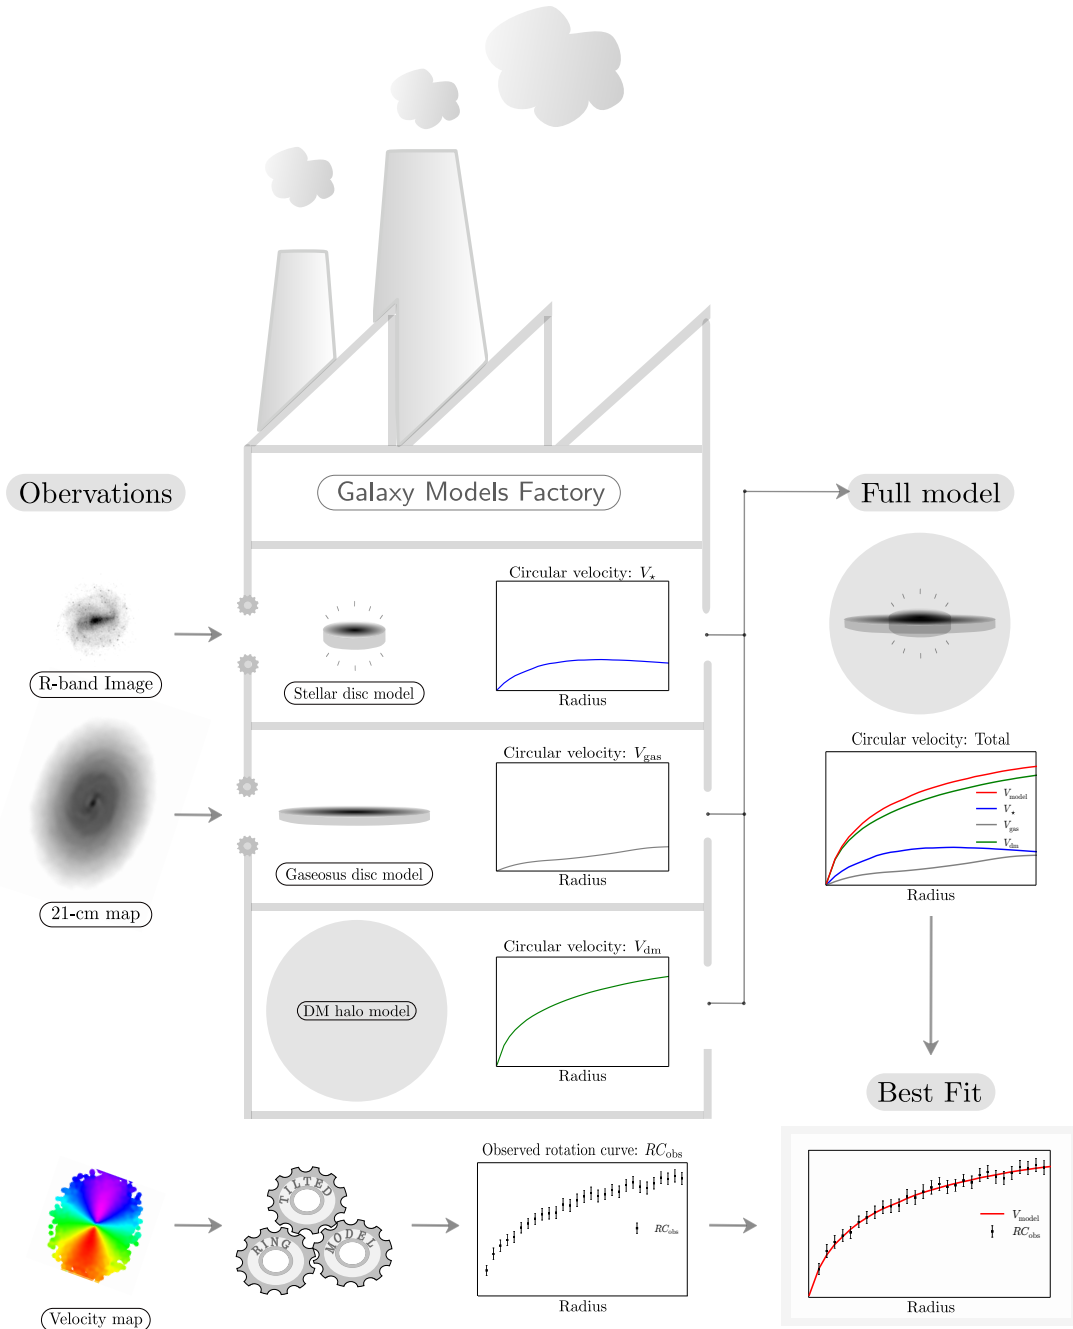 Obervations
Galaxy Models Factory
Full model
Circular velocity: V⋆
R-band Image
Stellar disc model
Radius
Circular velocity: Vgas
Circular velocity: Total
Vmodel
V⋆
Vgas
Vdm
Radius
Gaseosus disc model
21-cm map
Circular velocity: Vdm
DM halo model
Radius
Best Fit
Observed rotation curve: RCobs
TILTED
RING
MODEL
RCobs
Radius
Vmodel
RCobs
Radius
Velocity map